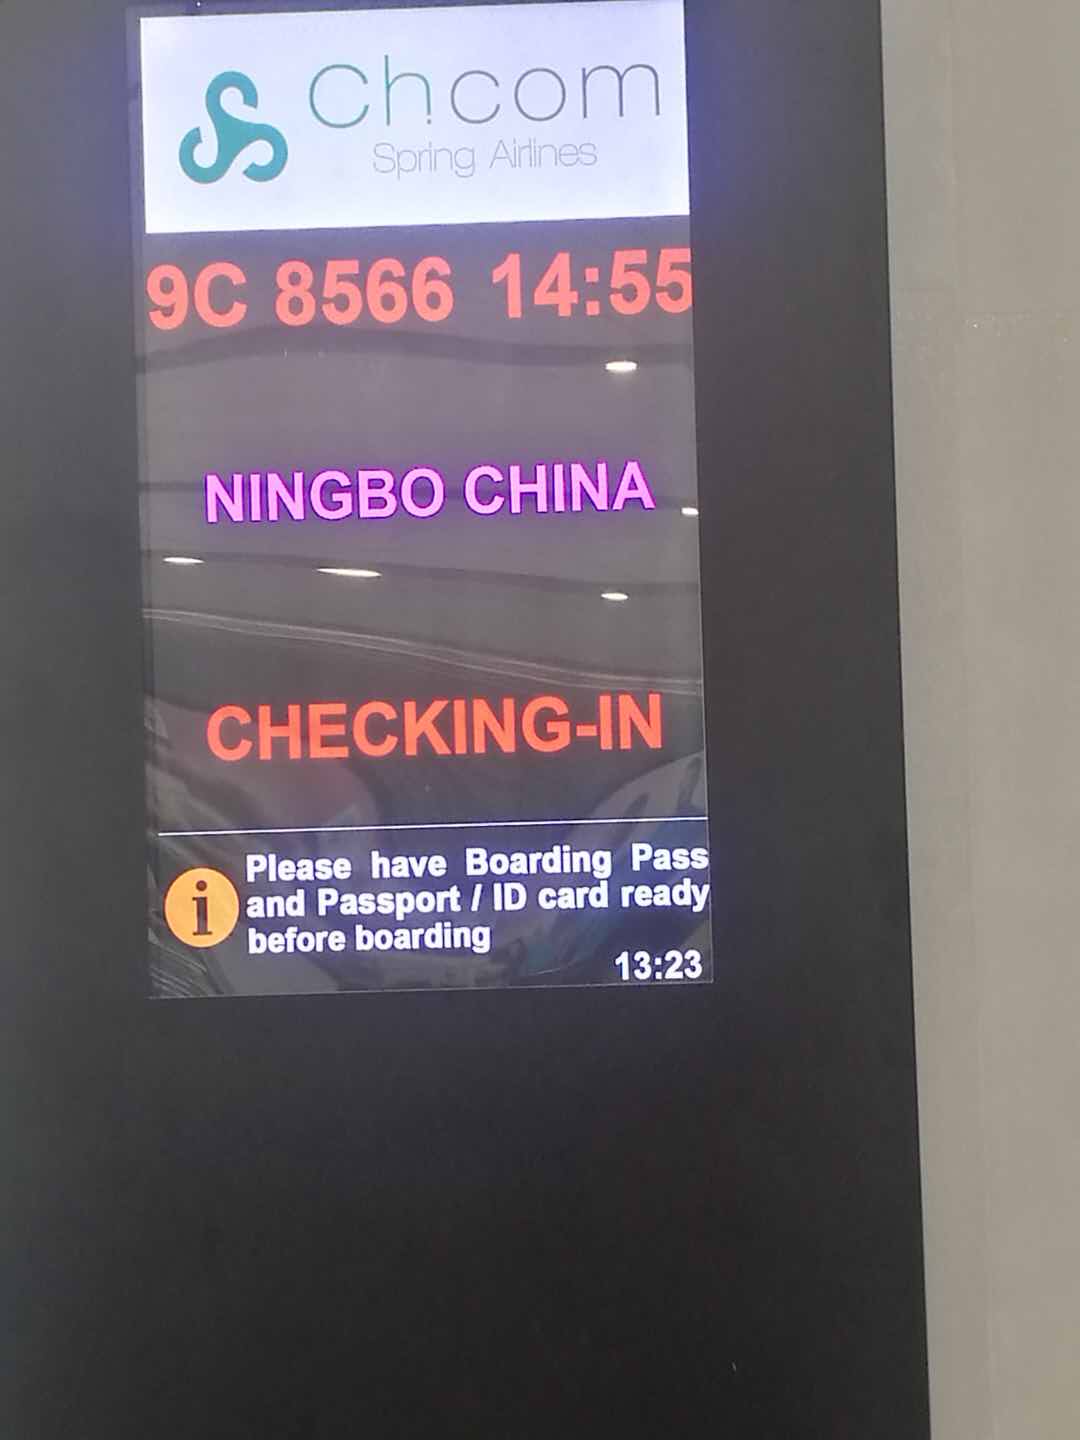 Ch.com
Spring Airlines
9C 8566 14:55
NINGBO CHINA
CHECKING-IN
i
Please have Boarding Pass
and Passport / ID card ready
before boarding
13:23